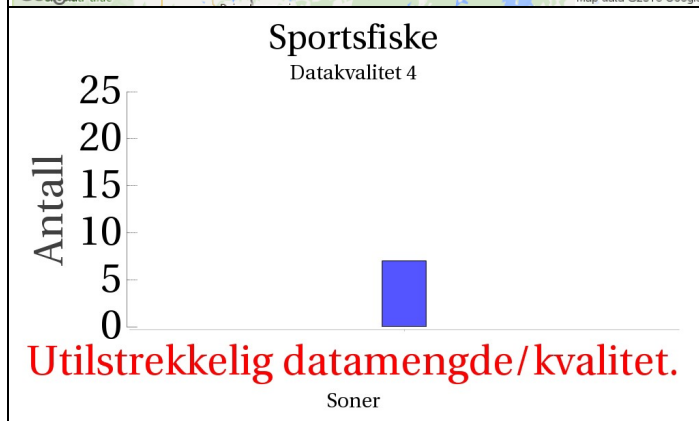 Sportsfiske
Datakvalitet 4
25
20
15
10
5
0
Antall
Utilstrekkelig datamengde/kvalitet.
Soner